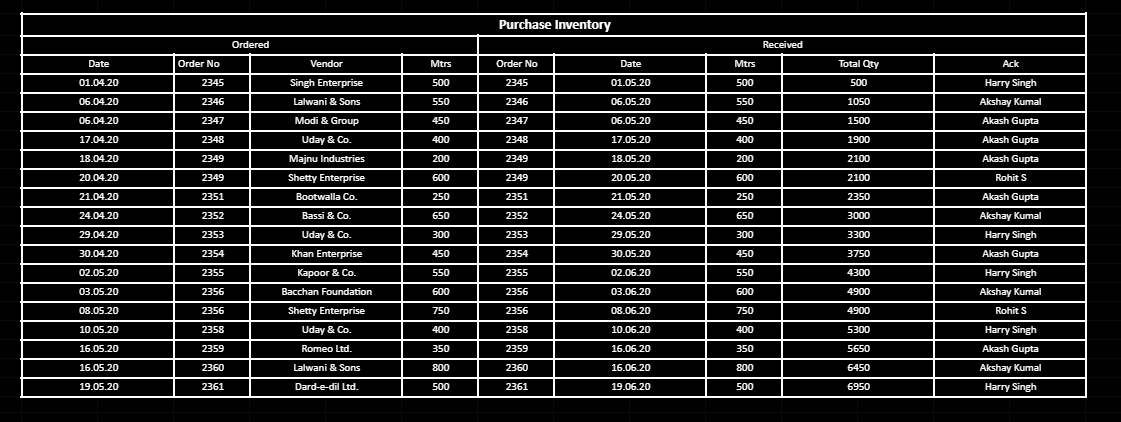 Purchase Inventory
Ordered Received
Date Order No Vendor Mtrs Order No Date Mtrs Total Qty Ack
01.04.20 2345 Singh Enterprise 500 2345 01.05.20 500 500 Harry Singh
06.04.20 2346 Lalwani & Sons 550 2346 06.05.20 550 1050 Akshay Kumal
06.04.20 2347 Modi & Group 450 2347 06.05.20 450 1500 Akash Gupta
17.04.20 2348 Uday & Co. 400 2348 17.05.20 400 1900 Akash Gupta
18.04.20 2349 Majnu Industries 200 2349 18.05.20 200 2100 Akash Gupta
20.04.20 2349 Shetty Enterprise 600 2349 20.05.20 600 2100 Rohit S
21.04.20 2351 Bootwalla Co. 250 2351 21.05.20 250 2350 Akash Gupta
24.04.20 2352 Bassi & Co. 650 2352 24.05.20 650 3000 Akshay Kumal
29.04.20 2353 Uday & Co. 300 2353 29.05.20 300 3300 Harry Singh
30.04.20 2354 Khan Enterprise 450 2354 30.05.20 450 3750 Akash Gupta
02.05.20 2355 Kapoor & Co. 550 2355 02.06.20 550 4300 Harry Singh
03.05.20 2356 Bacchan Foundation 600 2356 03.06.20 600 4900 Akshay Kumal
08.05.20 2356 Shetty Enterprise 750 2356 08.06.20 750 4900 Rohit S
10.05.20 2358 Uday & Co. 400 2358 10.06.20 400 5300 Harry Singh
16.05.20 2359 Romeo Ltd. 350 2359 16.06.20 350 5650 Akash Gupta
16.05.20 2360 Lalwani & Sons 800 2360 16.06.20 800 6450 Akshay Kumal
19.05.20 2361 Dard-e-dil Ltd. 500 2361 19.06.20 500 6950 Harry Singh